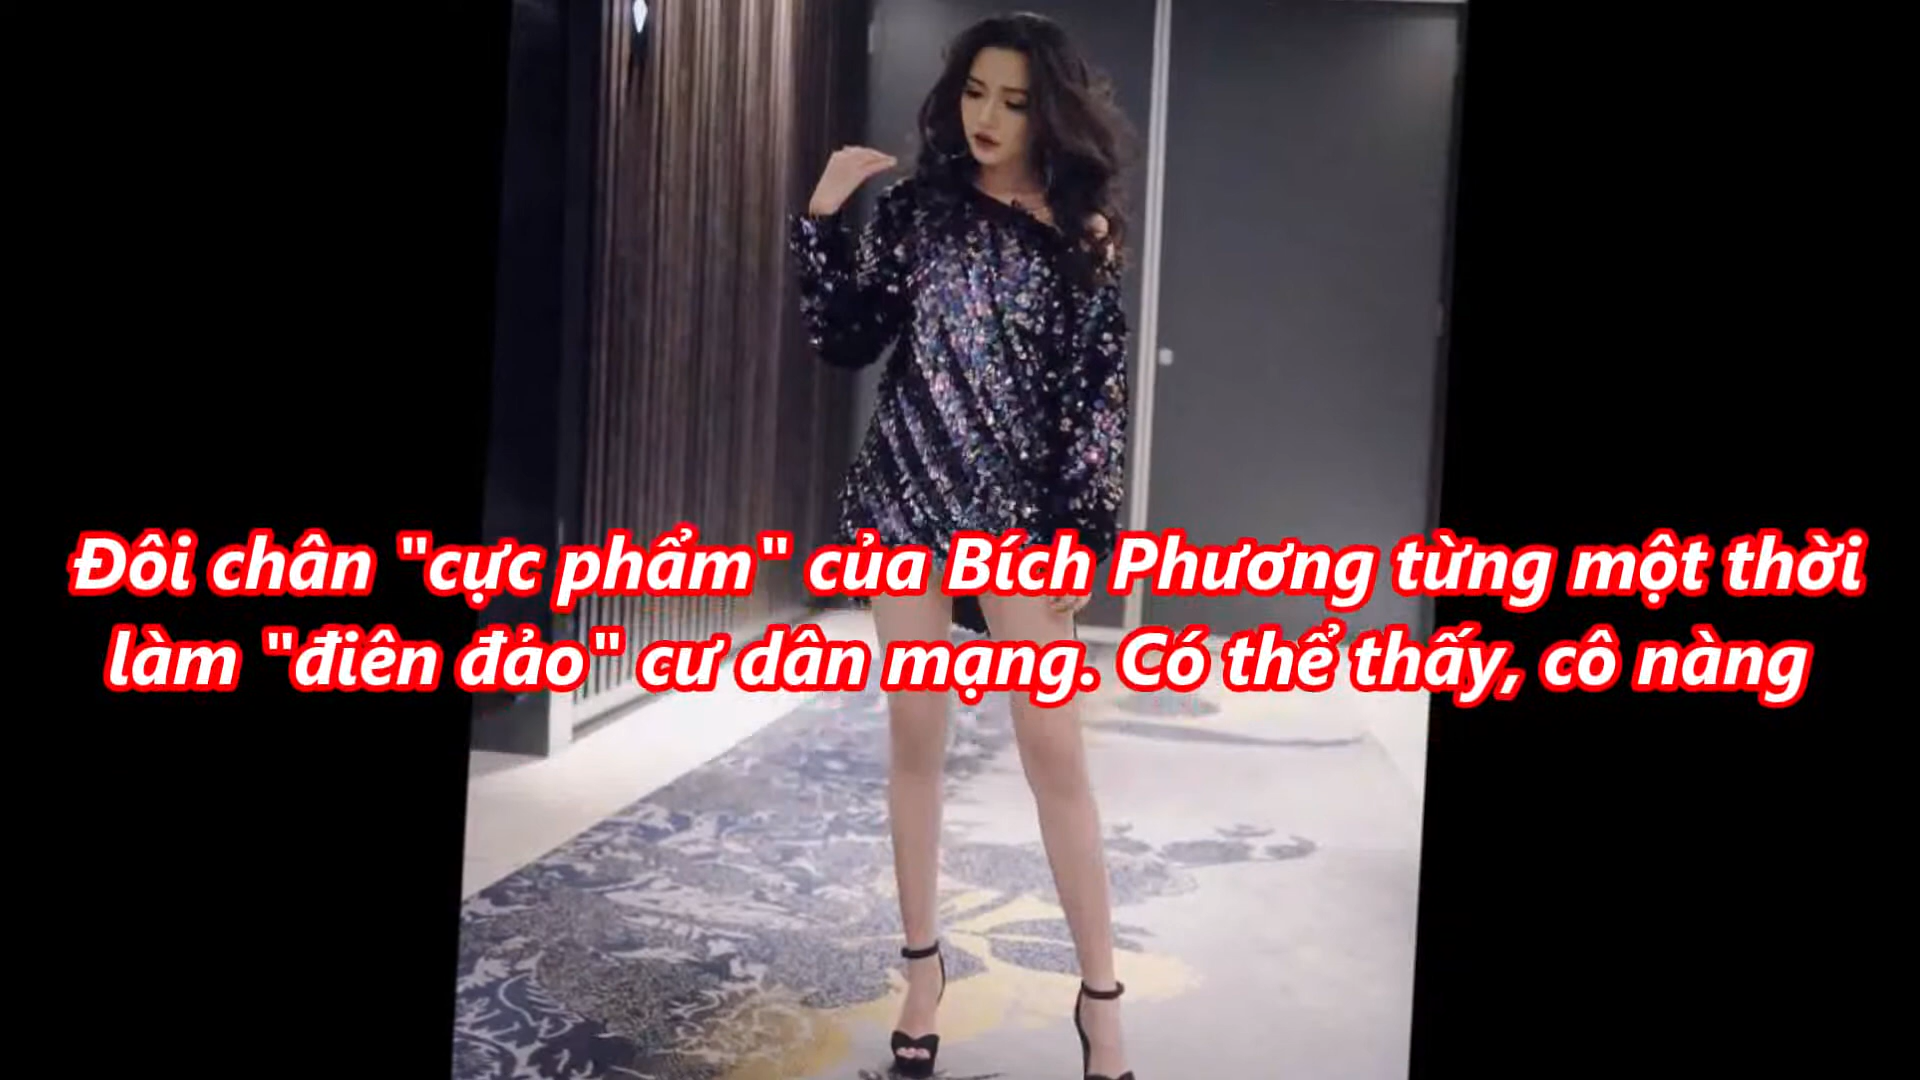 Đôi chân "cực phẩm" của Bích Phương từng một thời
làm "điên đảo" cư dân mạng. Có thể thấy, cô nàng